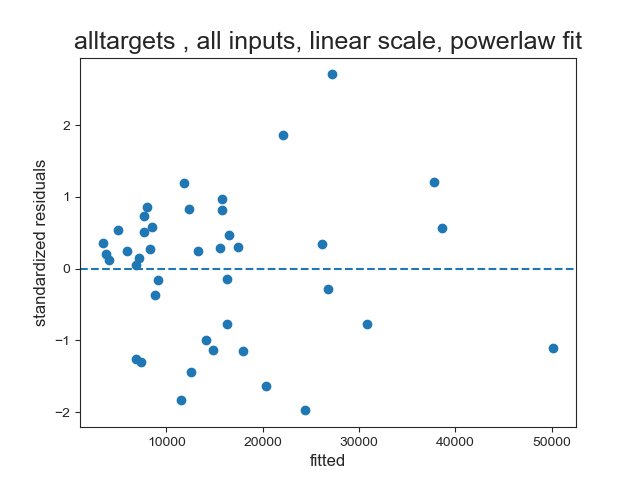 alltargets , all inputs, linear scale, powerlaw fit
2
1
0
−1
−2
standardized residuals
10000 20000 30000 40000 50000
fitted